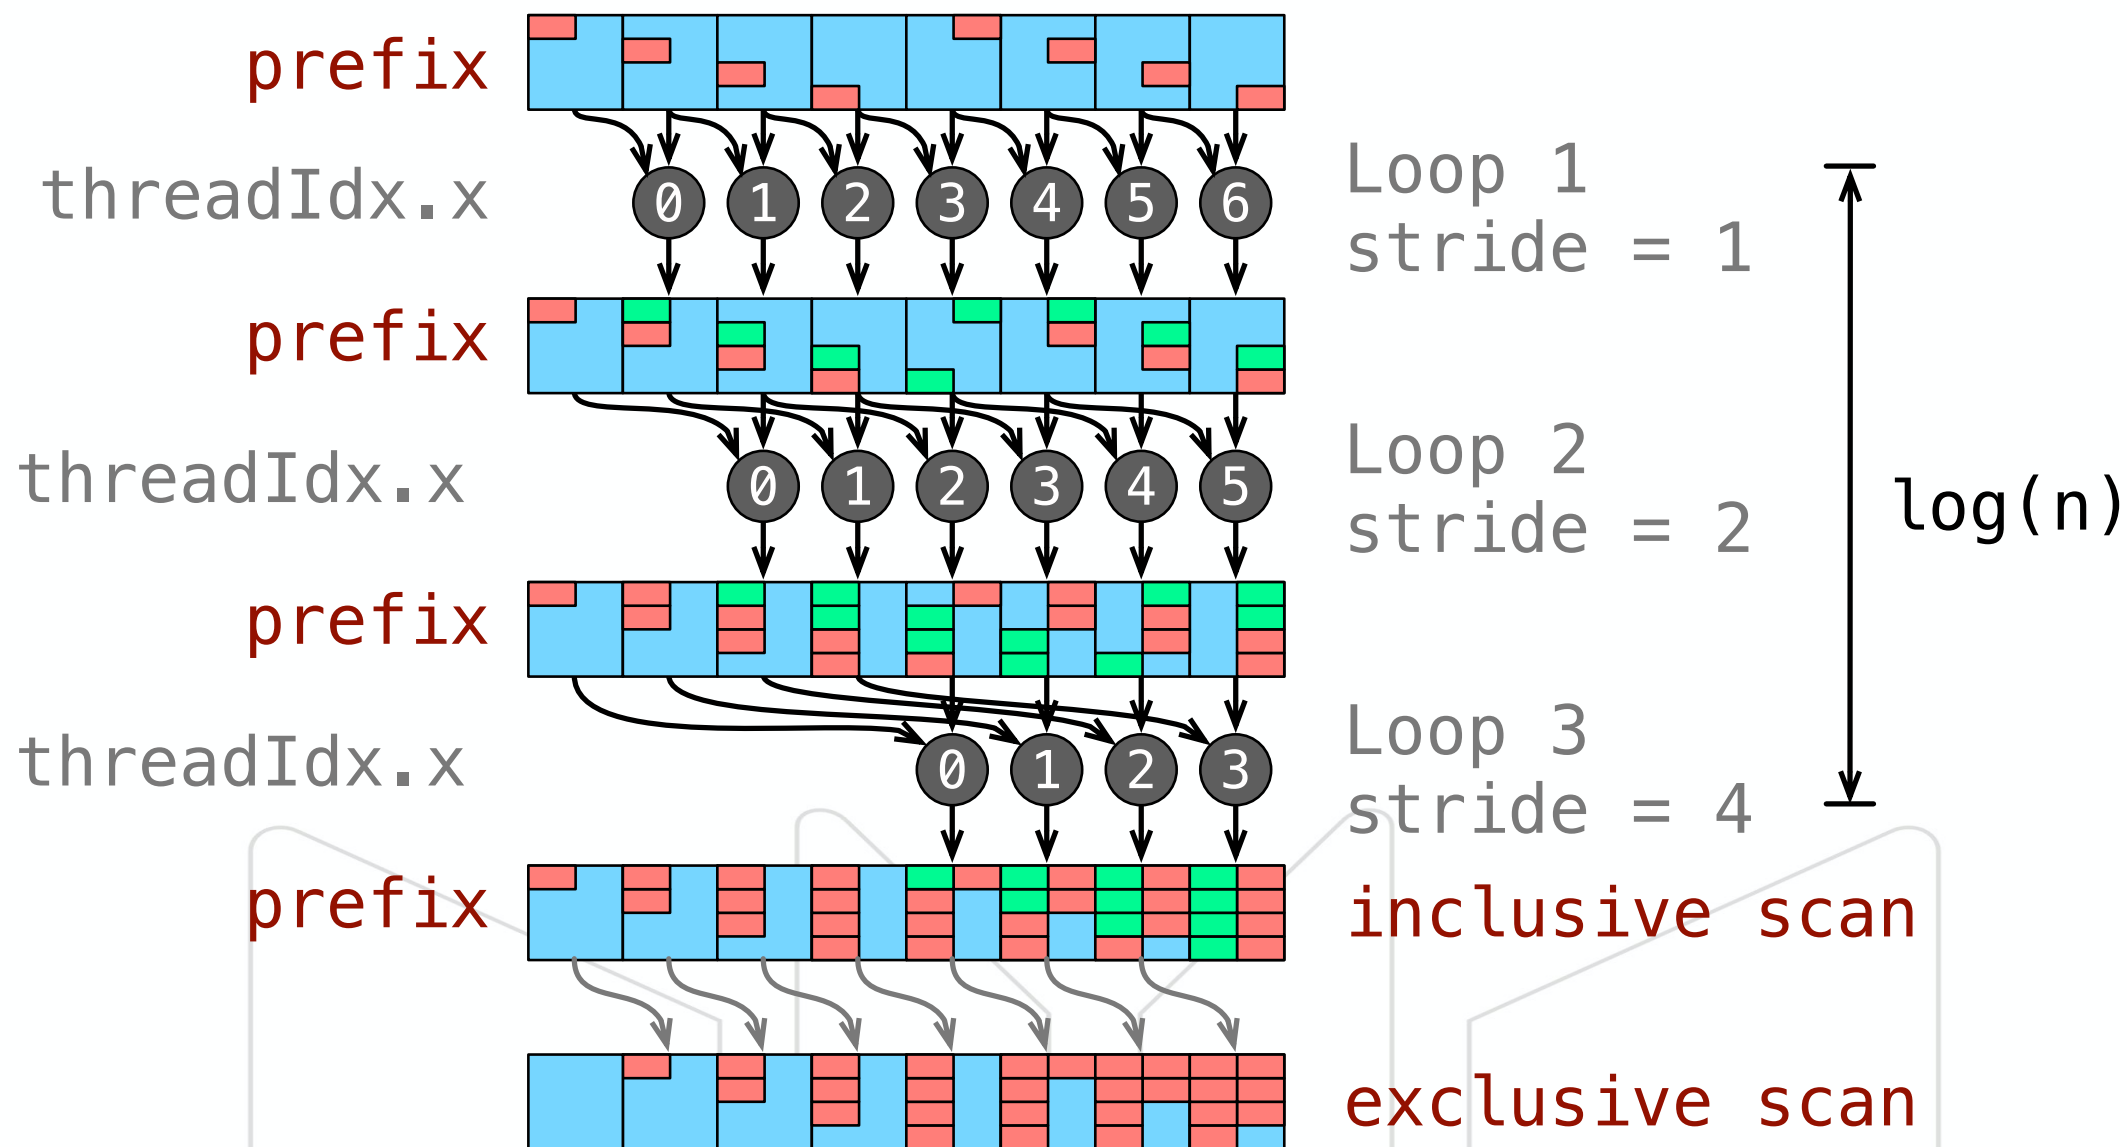 prefix
threadIdx.x 0 1 2 3 4 5 6
Loop 1
stride = 1
prefix
threadIdx.x 0 1 2 3 4 5
Loop 2
stride = 2
log(n)
prefix
threadIdx.x 0 1 2 3
Loop 3
stride = 4
prefix
inclusive scan
exclusive scan